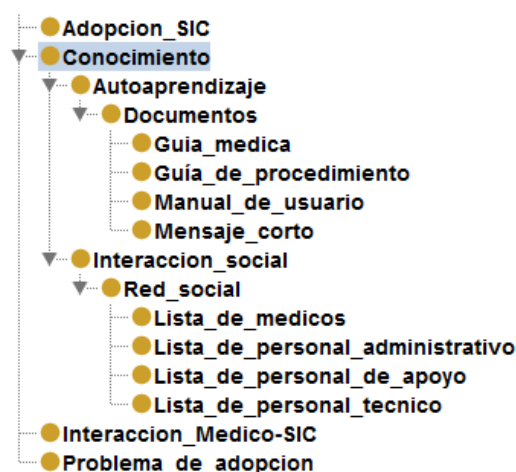 Adopcion_SIC
Conocimiento
Autoaprendizaje
Documentos
Guia_medica
Guía_de_procedimiento
Manual_de_usuario
Mensaje_corto
Interaccion_social
Red_social
Lista_de_medicos
Lista_de_personal_administrativo
Lista_de_personal_de_apoyo
Lista_de_personal_tecnico
Interaccion_Medico-SIC
Problema_de_adopcion